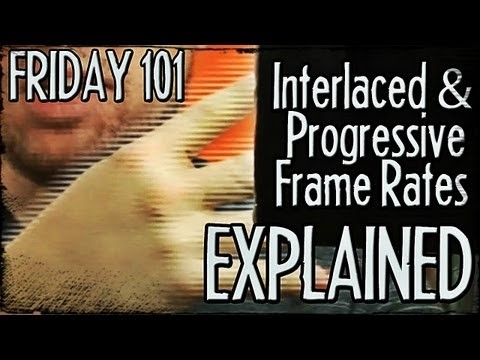 FRIDAY 101
Interlaced &
Progressive
Frame Rates
EXPLAINED